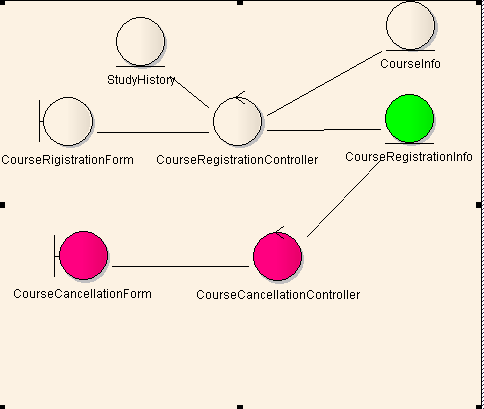 CourseInfo
StudyHistory
CourseRigistrationForm
CourseRegistrationController
CourseRegistrationInfo
CourseCancellationForm
CourseCancellationController